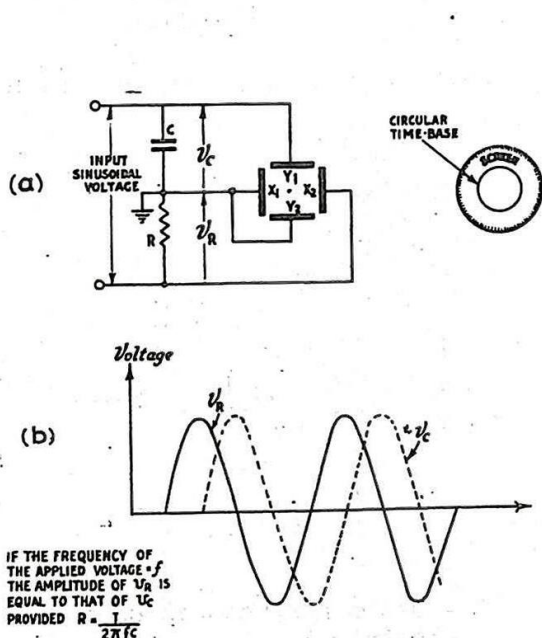 (a)
INPUT
SINUSOIDAL
VOLTAGE
C
R
𝑣C
𝑣R
Y1
X1
X2
Y2
CIRCULAR
TIME-BASE
SCREEN
(b)
Voltage
𝑣R
𝑣C
IF THE FREQUENCY OF
THE APPLIED VOLTAGE = f
THE AMPLITUDE OF 𝑣R IS
EQUAL TO THAT OF 𝑣C
PROVIDED R = 1
2πfC